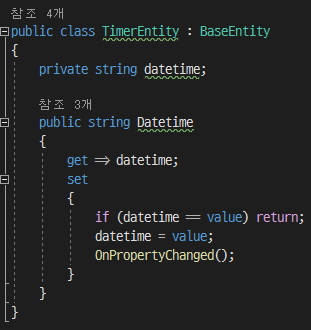 참조 4개
public class TimerEntity : BaseEntity
{
private string datetime;
참조 3개
public string Datetime
{
get => datetime;
set
{
if (datetime == value) return;
datetime = value;
OnPropertyChanged();
}
}
}